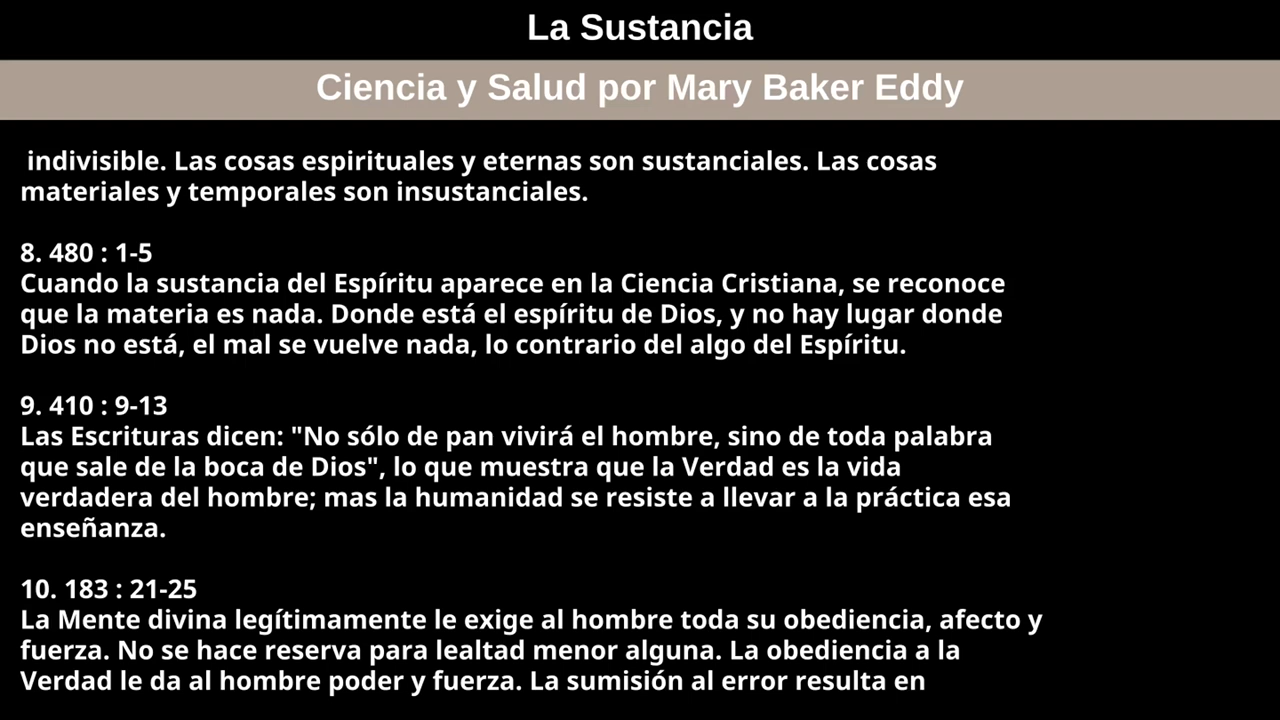 La Sustancia
Ciencia y Salud por Mary Baker Eddy
indivisible. Las cosas espirituales y eternas son sustanciales. Las cosas
materiales y temporales son insustanciales.
8. 480 : 1-5
Cuando la sustancia del Espíritu aparece en la Ciencia Cristiana, se reconoce
que la materia es nada. Donde está el espíritu de Dios, y no hay lugar donde
Dios no está, el mal se vuelve nada, lo contrario del algo del Espíritu.
9. 410 : 9-13
Las Escrituras dicen: "No sólo de pan vivirá el hombre, sino de toda palabra
que sale de la boca de Dios", lo que muestra que la Verdad es la vida
verdadera del hombre; mas la humanidad se resiste a llevar a la práctica esa
enseñanza.
10. 183 : 21-25
La Mente divina legítimamente le exige al hombre toda su obediencia, afecto y
fuerza. No se hace reserva para lealtad menor alguna. La obediencia a la
Verdad le da al hombre poder y fuerza. La sumisión al error resulta en